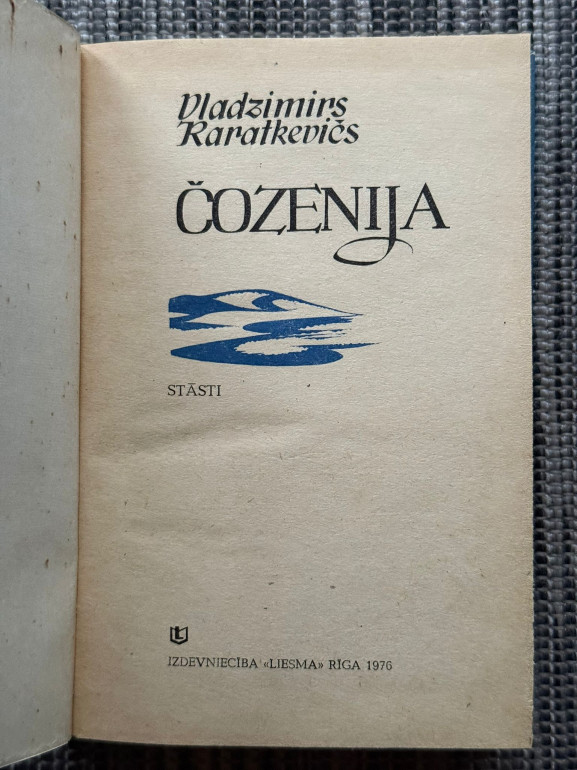 Vladzimirs
Karatkevičs
ČOZENIJA
STĀSTI
IZDEVNIECĪBA «LIESMA» RĪGA 1976